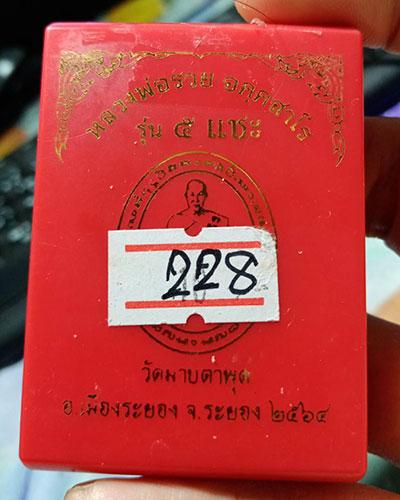 หลวงพ่อรวย อคฺคสาโร
รุ่น ๕ แชะ
228
วัดมาบตาพุด
อ.เมืองระยอง จ.ระยอง ๒๕๖๔